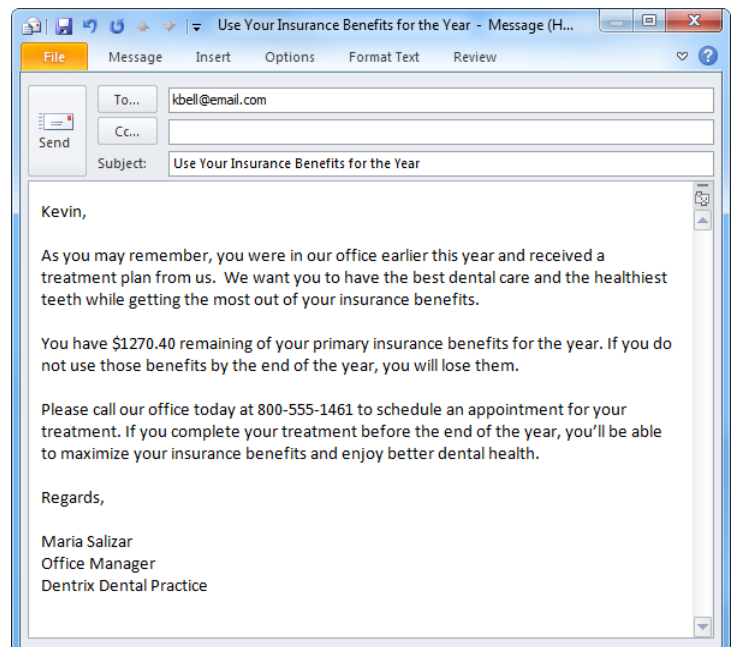 Use Your Insurance Benefits for the Year - Message (H...
File Message Insert Options Format Text Review
To... kbell@email.com
Cc...
Send
Subject: Use Your Insurance Benefits for the Year
Kevin,
As you may remember, you were in our office earlier this year and received a
treatment plan from us.  We want you to have the best dental care and the healthiest
teeth while getting the most out of your insurance benefits.
You have $1270.40 remaining of your primary insurance benefits for the year. If you do
not use those benefits by the end of the year, you will lose them.
Please call our office today at 800-555-1461 to schedule an appointment for your
treatment. If you complete your treatment before the end of the year, you’ll be able
to maximize your insurance benefits and enjoy better dental health.
Regards,
Maria Salizar
Office Manager
Dentrix Dental Practice